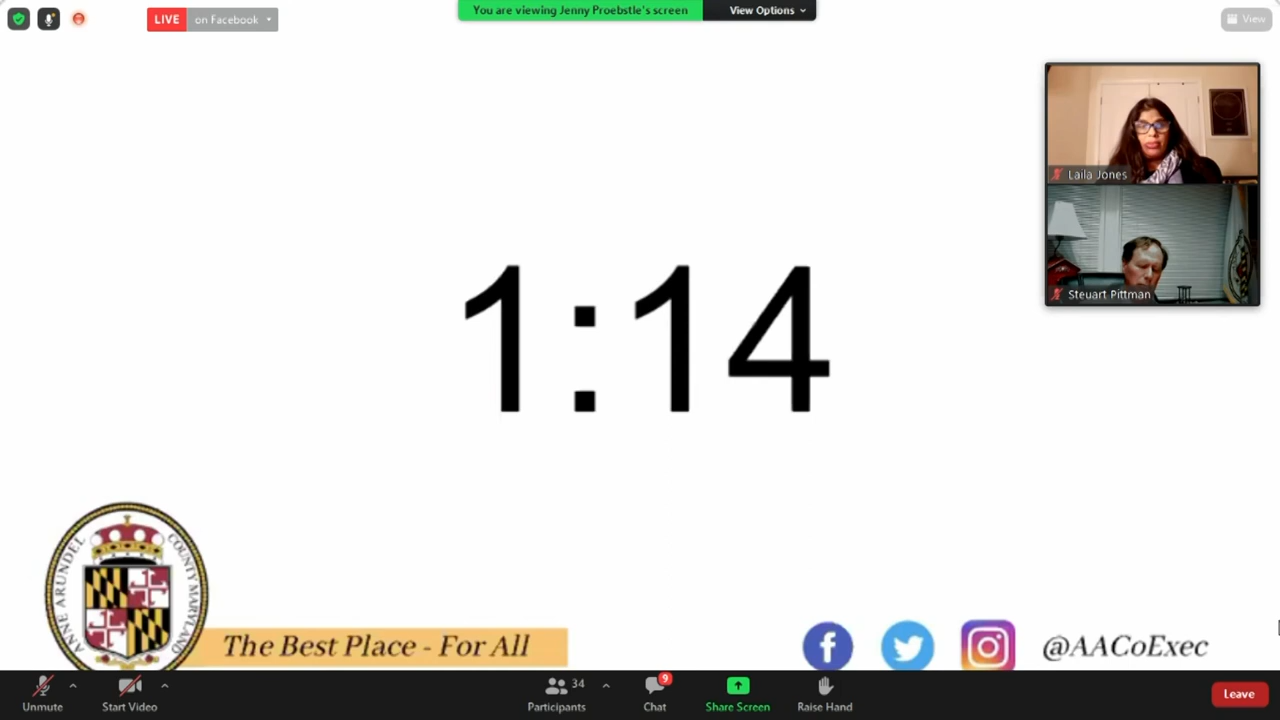 You are viewing Jenny Proebstle's screen
View Options
LIVE
on Facebook
View
Laila Jones
Steuart Pittman
1:14
ANNE ARUNDEL COUNTY MARYLAND
The Best Place - For All
@AACoExec
Unmute
Start Video
34
Participants
9
Chat
Share Screen
Raise Hand
Leave